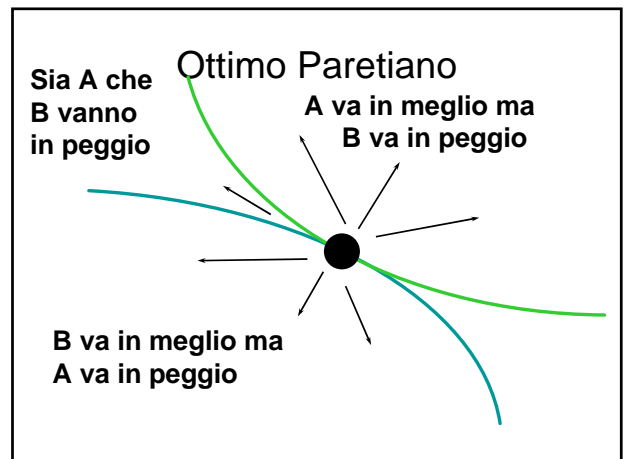 Ottimo Paretiano
Sia A che
B vanno
in peggio
A va in meglio ma
B va in peggio
B va in meglio ma
A va in peggio